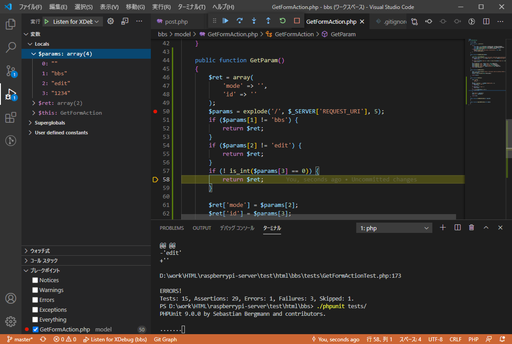 ファイル(F) 編集(E) 選択(S) 表示(V) 移動(G) 実行(R) ターミナル(T) ヘルプ(H)
GetFormAction.php - bbs (ワークスペース) - Visual Studio Code
実行
Listen for XDeb
post.php
GetFormAction.php
.gitignore
bbs > model > GetFormAction.php > GetFormAction > GetParam
変数
Locals
$params: array(4)
0: ""
1: "bbs"
2: "edit"
3: "1234"
$ret: array(2)
$this: GetFormAction
Superglobals
User defined constants
42 }
43
44
45 public function GetParam()
46 {
47 $ret = array(
'mode' => '',
'id' => ''
49 );
50 $params = explode('/', $_SERVER['REQUEST_URI'], 5);
51 if ($params[1] != 'bbs') {
52 return $ret;
53 }
54 if ($params[2] != 'edit') {
55 return $ret;
56 }
57 if (! is_int($params[3] == 0)) {
58 return $ret; You, seconds ago • Uncommitted changes
59 }
60
61 $ret['mode'] = $params[2];
62 $ret['id'] = $params[3];
ウォッチ式
コール スタック
ブレークポイント
Notices
Warnings
Errors
Exceptions
Everything
GetFormAction.php model 50
PROBLEMS OUTPUT デバッグ コンソール ターミナル 1: php
@@ @@
-'edit'
+''
D:\work\HTML\raspberrypi-server\test\html\bbs\tests\GetFormActionTest.php:173
ERRORS!
Tests: 15, Assertions: 29, Errors: 1, Failures: 3, Skipped: 1.
PS D:\work\HTML\raspberrypi-server\test\html\bbs> ./phpunit tests/
PHPUnit 9.0.0 by Sebastian Bergmann and contributors.
.......
master* 0 0 Listen for XDebug (bbs) Git Graph You, seconds ago 行 58、列 1 スペース: 4 UTF-8 CRLF PHP